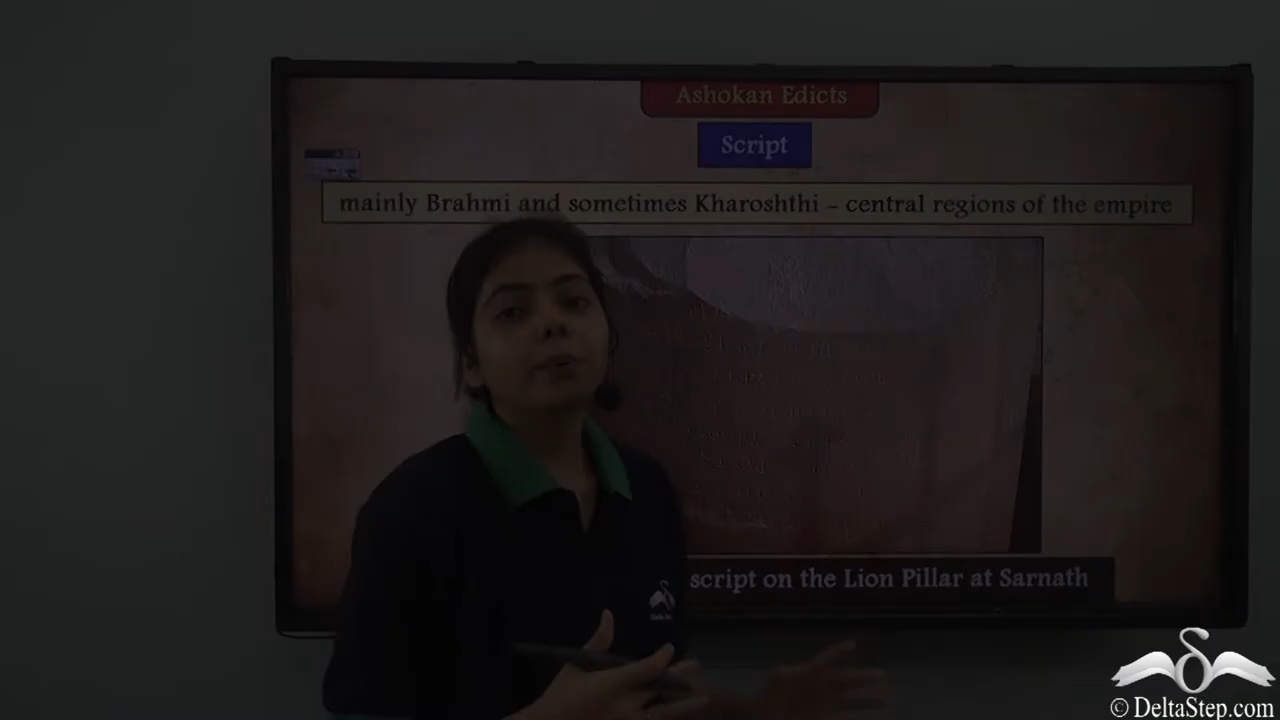 Ashokan Edicts
Script
mainly Brahmi and sometimes Kharoshthi – central regions of the empire
script on the Lion Pillar at Sarnath
© DeltaStep.com